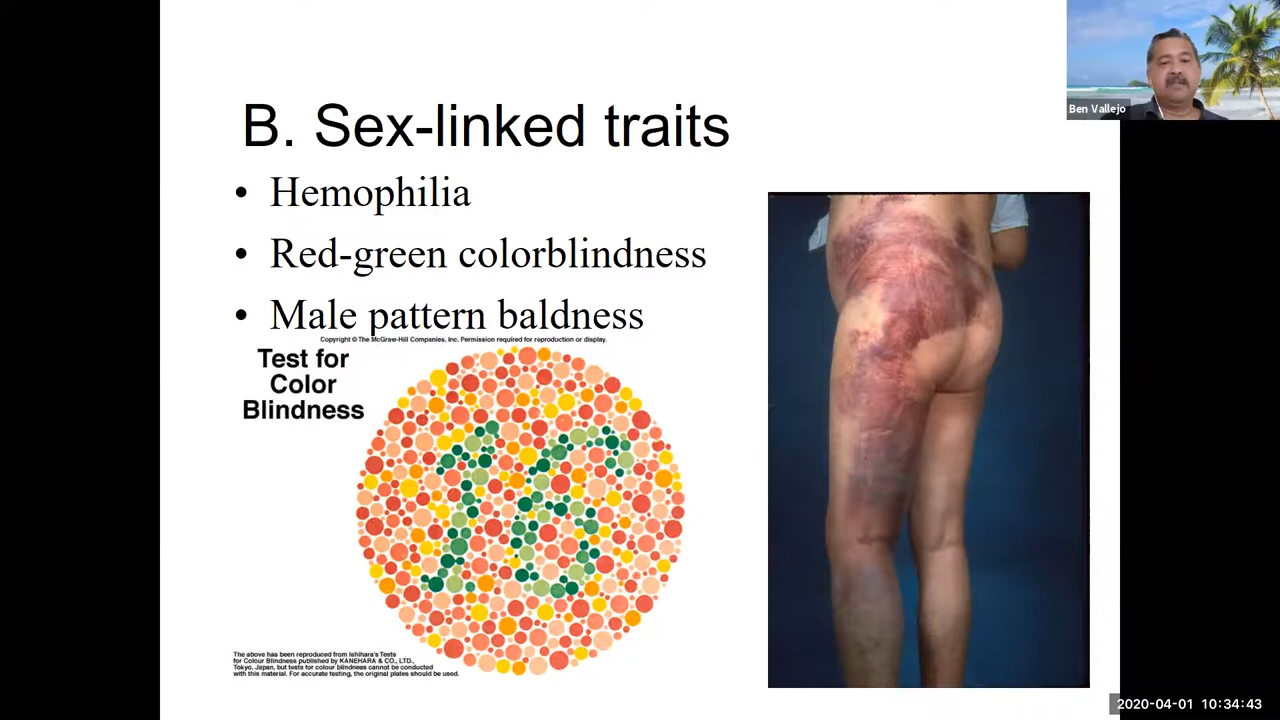 Ben Vallejo
B. Sex-linked traits
• Hemophilia
• Red-green colorblindness
• Male pattern baldness
Copyright © The McGraw-Hill Companies, Inc. Permission required for reproduction or display.
Test for
Color
Blindness
16
The above has been reproduced from Ishihara's Tests
for Colour Blindness published by KANEHARA & CO., LTD.,
Tokyo, Japan, but tests for colour blindness cannot be conducted
with this material. For accurate testing, the original plates should be used.
2020-04-01 10:34:43